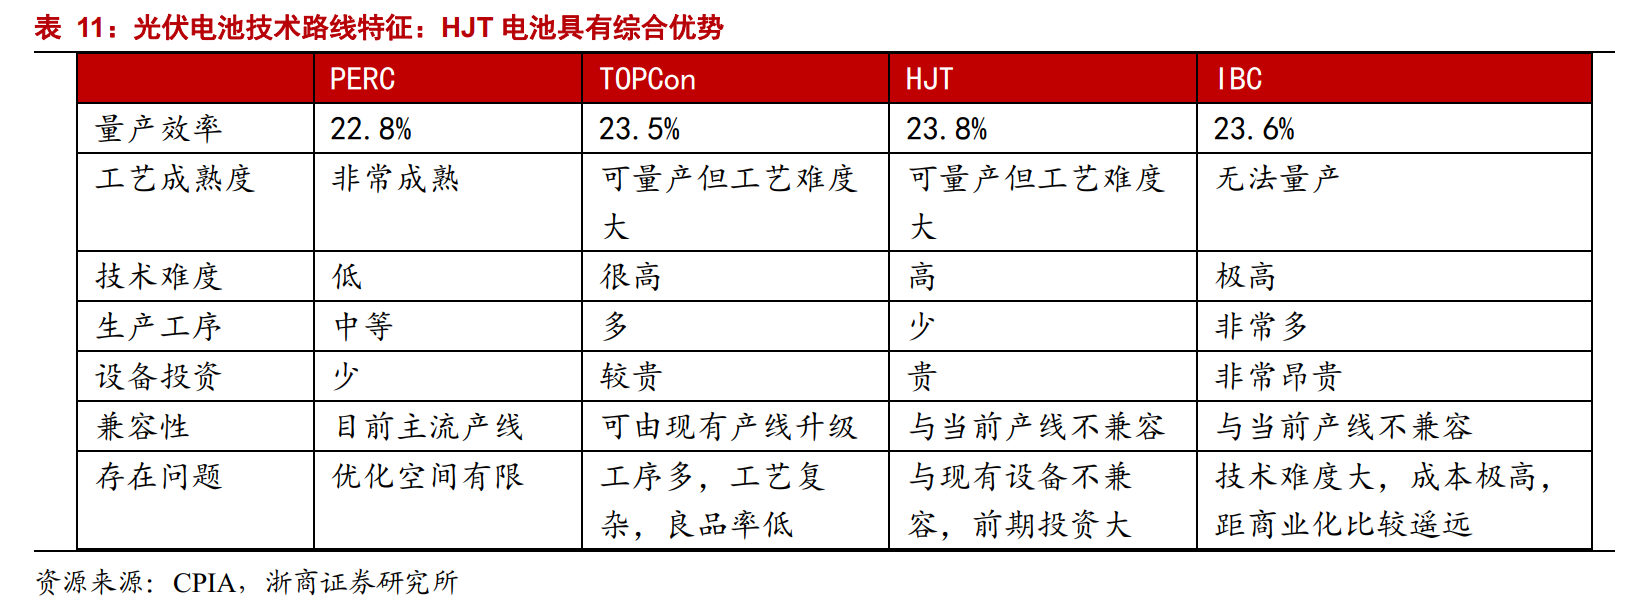 表 11：光伏电池技术路线特征：HJT 电池具有综合优势
PERC TOPCon HJT IBC
量产效率 22.8% 23.5% 23.8% 23.6%
工艺成熟度 非常成熟 可量产但工艺难度 可量产但工艺难度 无法量产
大 大
技术难度 低 很高 高 极高
生产工序 中等 多 少 非常多
设备投资 少 较贵 贵 非常昂贵
兼容性 目前主流产线 可由现有产线升级 与当前产线不兼容 与当前产线不兼容
存在问题 优化空间有限 工序多，工艺复 与现有设备不兼 技术难度大，成本极高，
杂，良品率低 容，前期投资大 距商业化比较遥远
资源来源：CPIA，浙商证券研究所